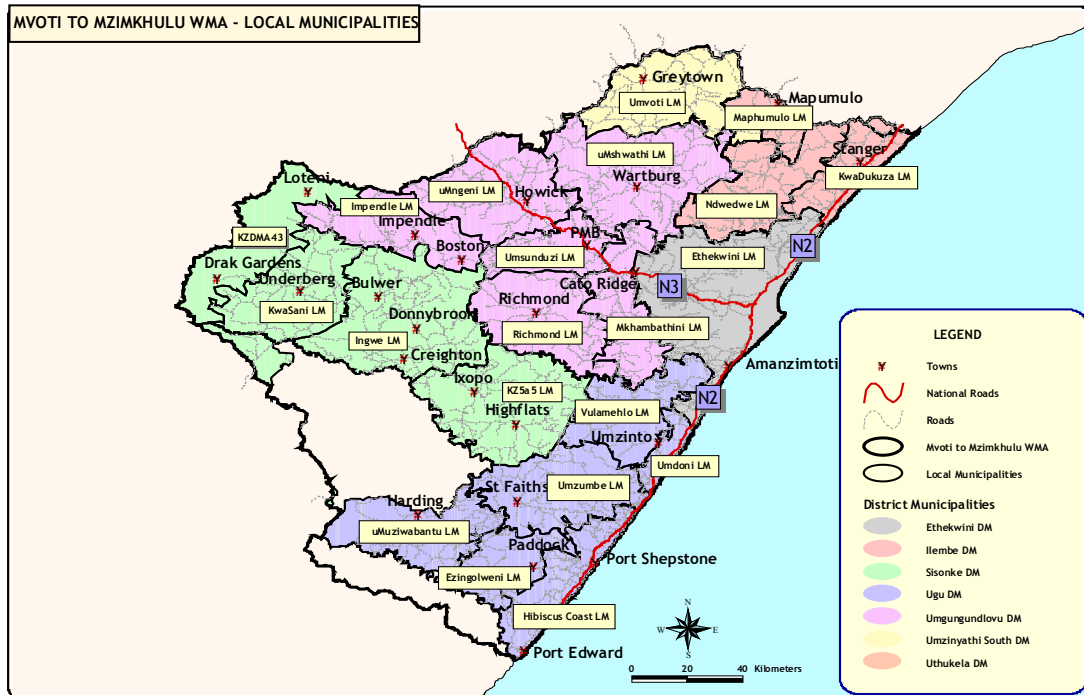 MVOTI TO MZIMKHULU WMA - LOCAL MUNICIPALITIES
Greytown
Umvoti LM
Mapumulo
Maphumulo LM
Stanger
KwaDukuza LM
uMshwathi LM
Wartburg
Ndwedwe LM
Loteni
uMngeni LM
Howick
Impendle LM
Impendle
PMB
KZDMA43
Boston
Umsunduzi LM
Ethekwini LM
N2
Drak Gardens
Underberg
Bulwer
Cato Ridge
N3
KwaSani LM
Richmond
Donnybrook
Richmond LM
Mkhambathini LM
Ingwe LM
Creighton
Amanzimtoti
Ixopo
KZ5a5 LM
N2
Highflats
Vulamehlo LM
Umzinto
Umdoni LM
St Faiths
Umzumbe LM
Harding
uMuziwabantu LM
Paddock
Port Shepstone
Ezingolweni LM
Hibiscus Coast LM
Port Edward
N
W
E
S
0 20 40 Kilometers
LEGEND
Towns
National Roads
Roads
Mvoti to Mzimkhulu WMA
Local Municipalities
District Municipalities
Ethekwini DM
Ilembe DM
Sisonke DM
Ugu DM
Umgungundlovu DM
Umzinyathi South DM
Uthukela DM